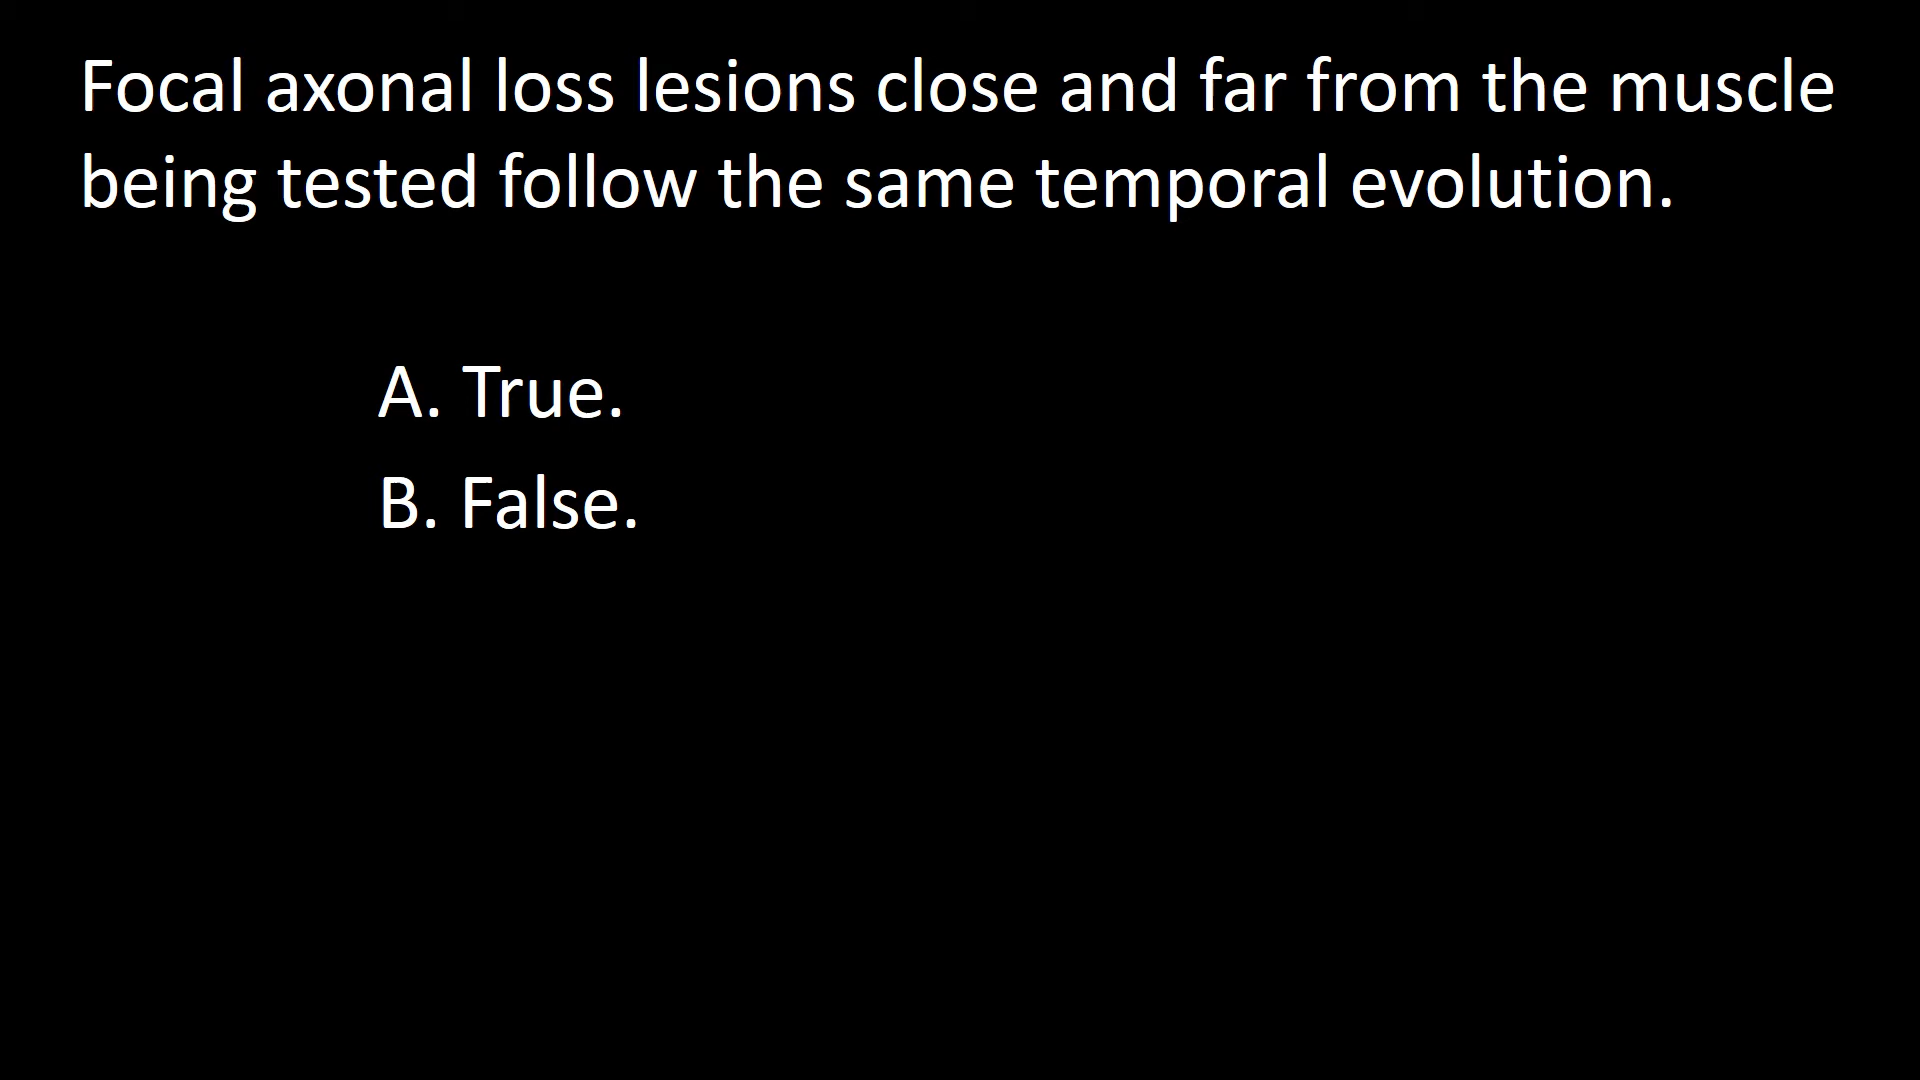 Focal axonal loss lesions close and far from the muscle
being tested follow the same temporal evolution.
A. True.
B. False.